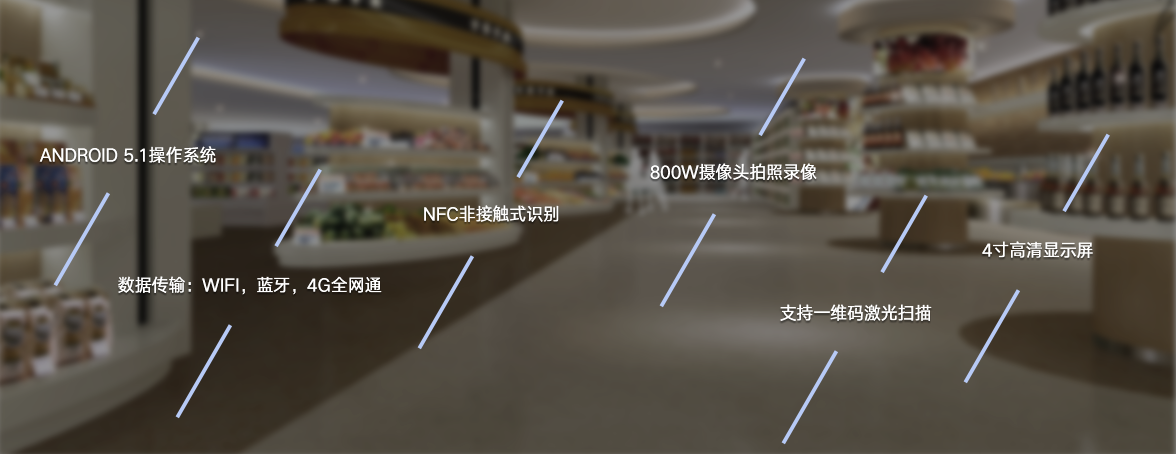 ANDROID 5.1操作系统
数据传输：WIFI，蓝牙，4G全网通
NFC非接触式识别
800W摄像头拍照录像
支持一维码激光扫描
4寸高清显示屏